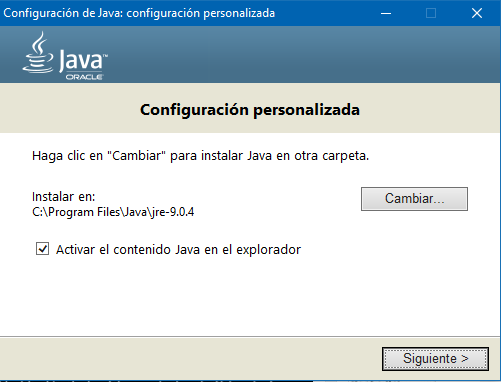 Configuración de Java: configuración personalizada
Java™
ORACLE
Configuración personalizada
Haga clic en "Cambiar" para instalar Java en otra carpeta.
Instalar en:
Cambiar...
C:\Program Files\Java\jre-9.0.4
Activar el contenido Java en el explorador
Siguiente >